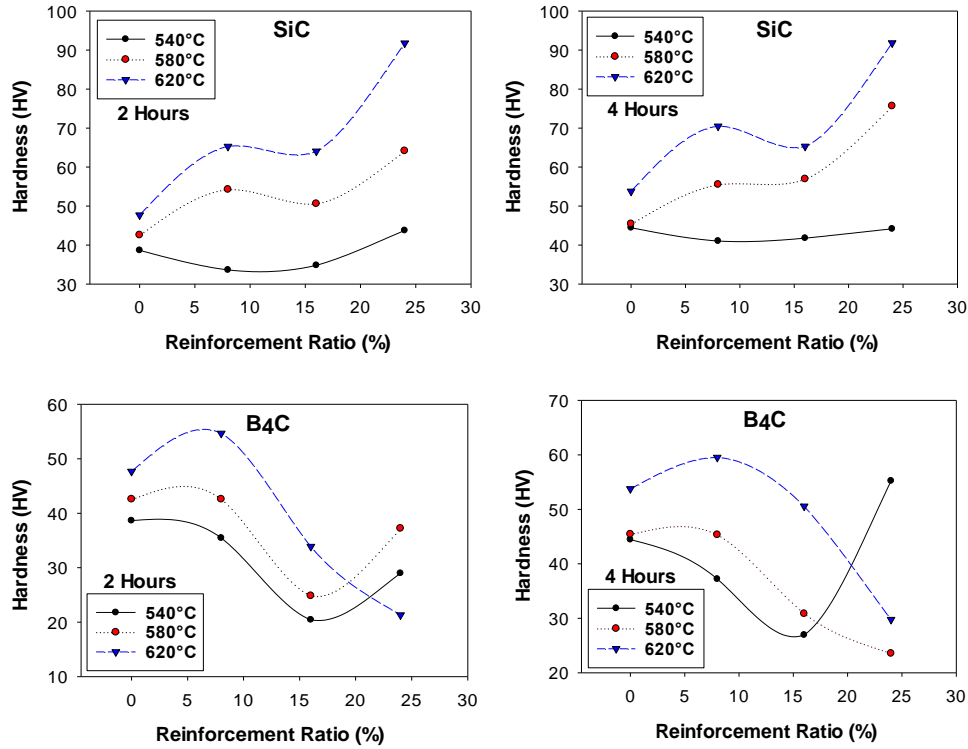 SiC
540°C
580°C
620°C
2 Hours
Hardness (HV)
100
90
80
70
60
50
40
30
0 5 10 15 20 25 30
Reinforcement Ratio (%)
SiC
540°C
580°C
620°C
4 Hours
Hardness (HV)
100
90
80
70
60
50
40
30
0 5 10 15 20 25 30
Reinforcement Ratio (%)
B4C
2 Hours
540°C
580°C
620°C
Hardness (HV)
60
50
40
30
20
10
0 5 10 15 20 25 30
Reinforcement Ratio (%)
B4C
4 Hours
540°C
580°C
620°C
Hardness (HV)
70
60
50
40
30
20
0 5 10 15 20 25 30
Reinforcement Ratio (%)